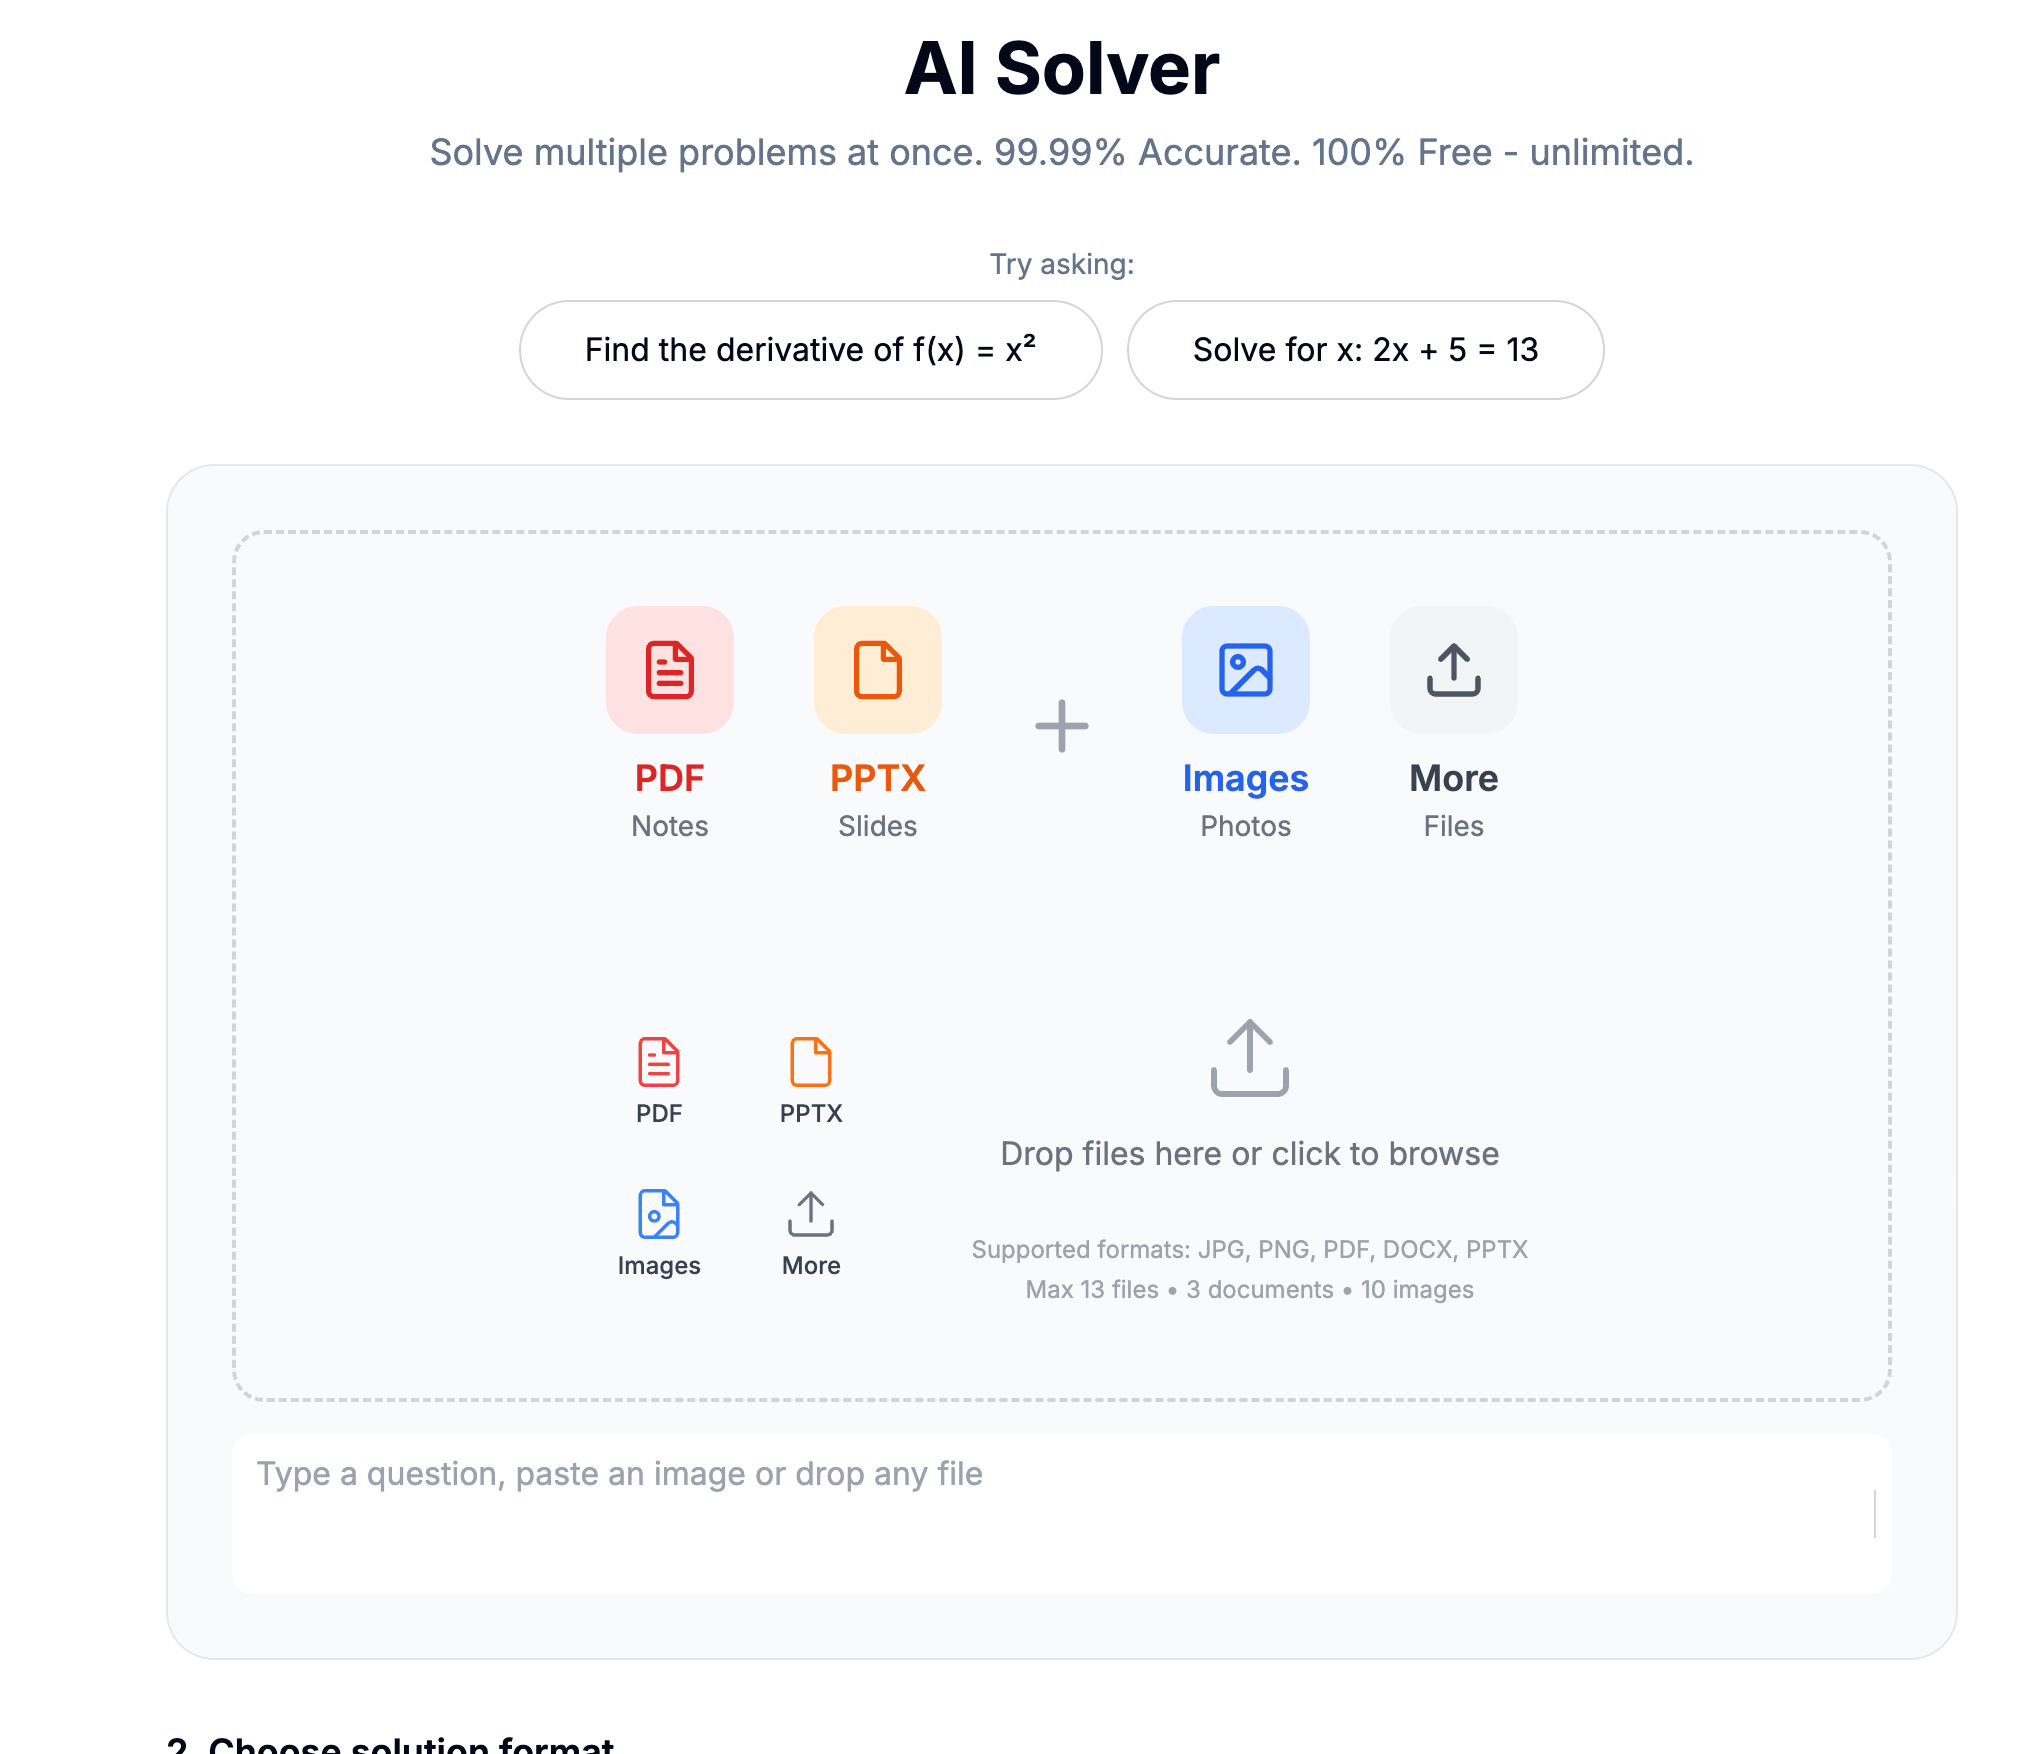 AI Solver
Solve multiple problems at once. 99.99% Accurate. 100% Free - unlimited.
Try asking:
Find the derivative of f(x) = x²
Solve for x: 2x + 5 = 13
PDF
Notes
PPTX
Slides
Images
Photos
More
Files
PDF
PPTX
Images
More
Drop files here or click to browse
Supported formats: JPG, PNG, PDF, DOCX, PPTX
Max 13 files • 3 documents • 10 images
Type a question, paste an image or drop any file
2. Choose solution format